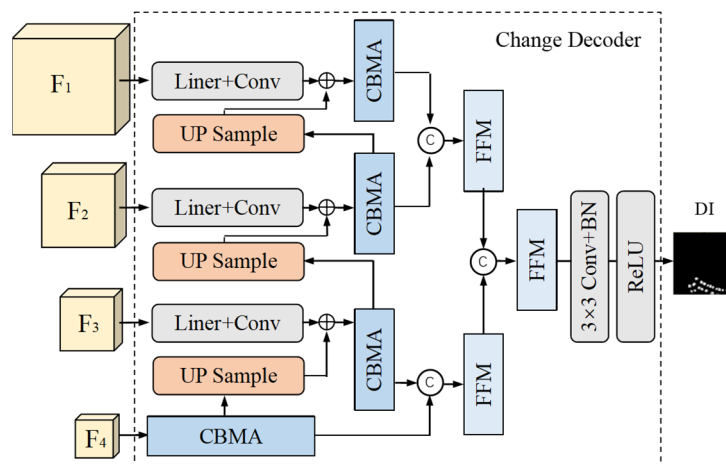 Change Decoder
F1
Liner+Conv
CBMA
UP Sample
C
FFM
F2
Liner+Conv
CBMA
UP Sample
C
FFM
3×3 Conv+BN
ReLU
DI
F3
Liner+Conv
CBMA
UP Sample
C
FFM
F4
CBMA